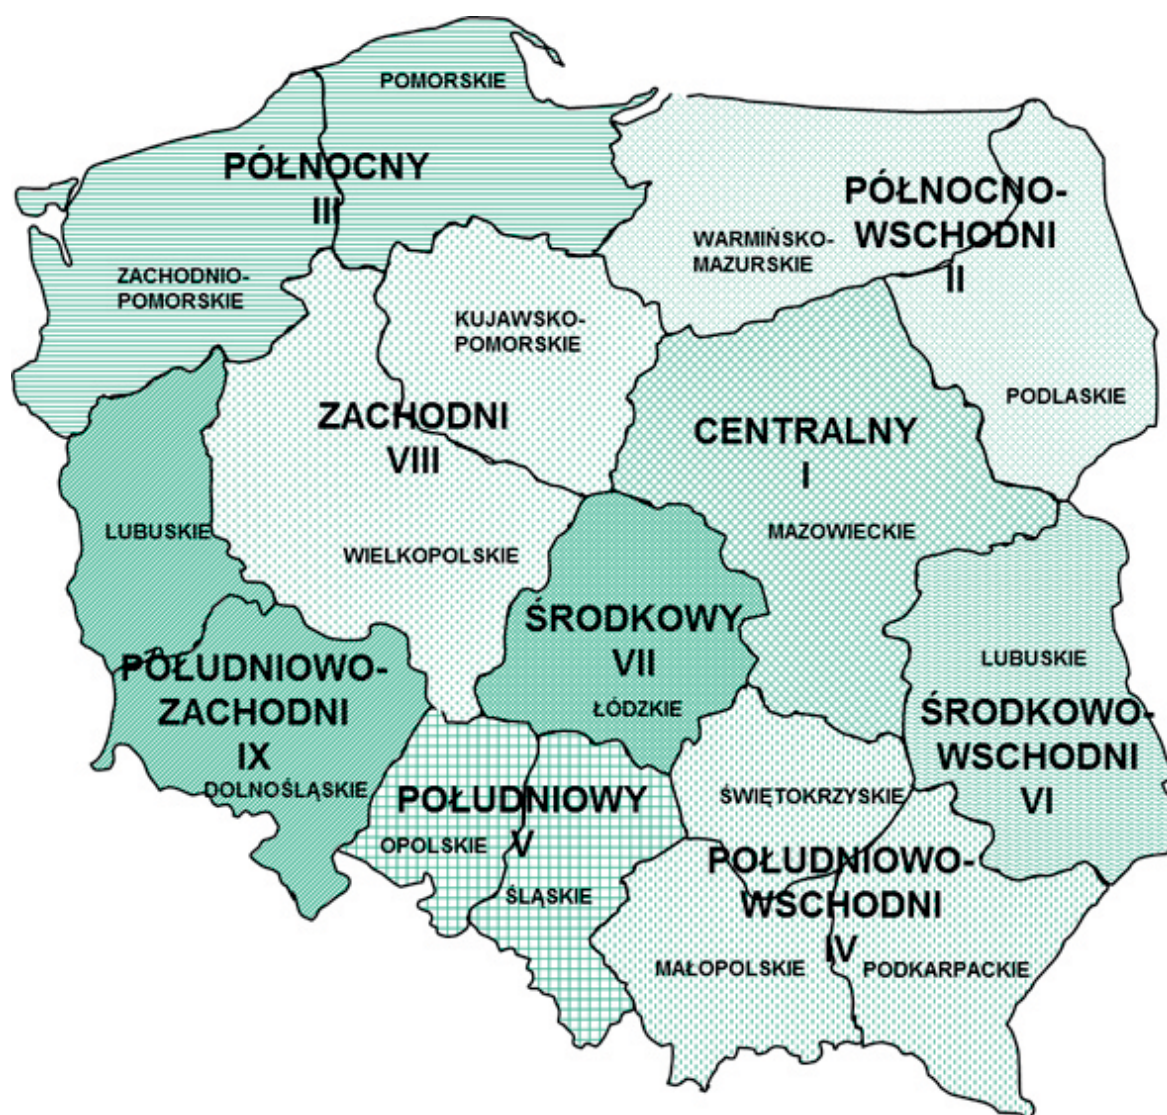 POMORSKIE
PÓŁNOCNY
III
ZACHODNIO-
POMORSKIE
PÓŁNOCNO-
WSCHODNI
II
WARMIŃSKO-
MAZURSKIE
PODLASKIE
KUJAWSKO-
POMORSKIE
ZACHODNI
VIII
WIELKOPOLSKIE
CENTRALNY
I
MAZOWIECKIE
LUBUSKIE
POŁUDNIOWO-
ZACHODNI
IX
DOLNOŚLĄSKIE
ŚRODKOWY
VII
ŁÓDZKIE
LUBUSKIE
ŚRODKOWO-
WSCHODNI
VI
POŁUDNIOWY
V
OPOLSKIE
ŚLĄSKIE
ŚWIĘTOKRZYSKIE
POŁUDNIOWO-
WSCHODNI
IV
MAŁOPOLSKIE
PODKARPACKIE